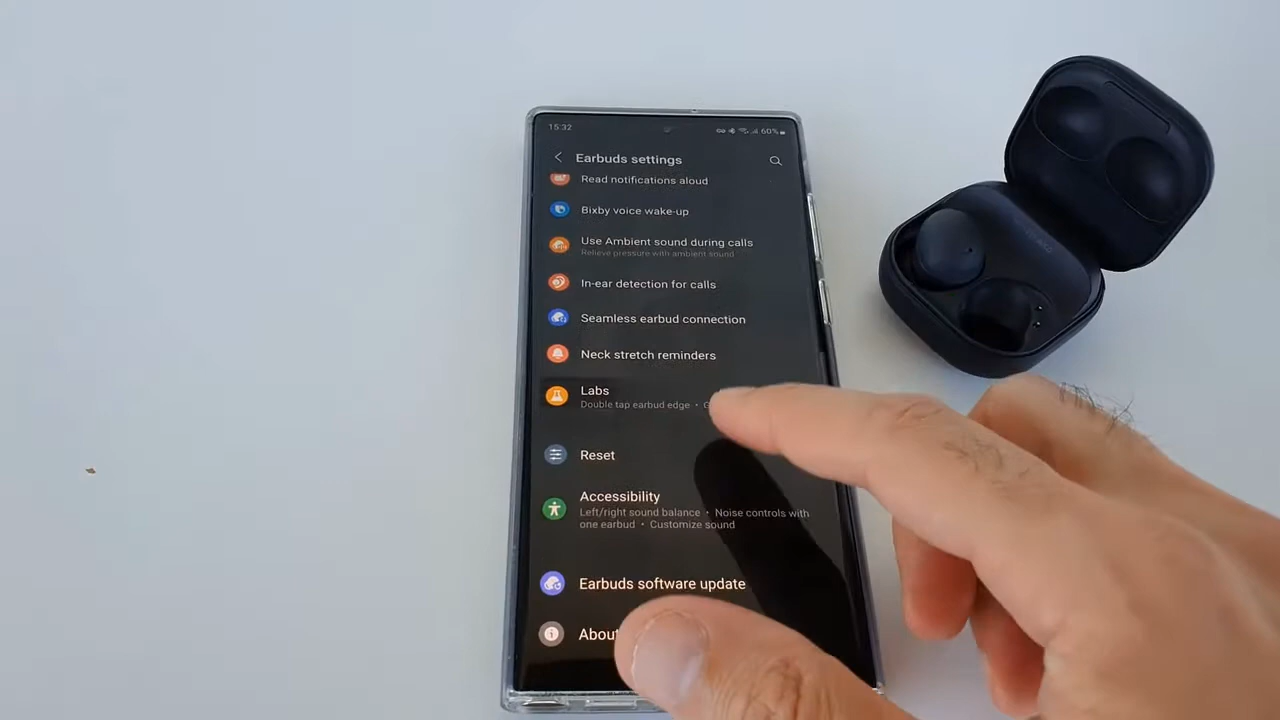 15:32
60%
Earbuds settings
Read notifications aloud
Bixby voice wake-up
Use Ambient sound during calls
Relieve pressure with ambient sound
In-ear detection for calls
Seamless earbud connection
Neck stretch reminders
Labs
Double tap earbud edge •
Reset
Accessibility
Left/right sound balance • Noise controls with
one earbud • Customize sound
Earbuds software update
About